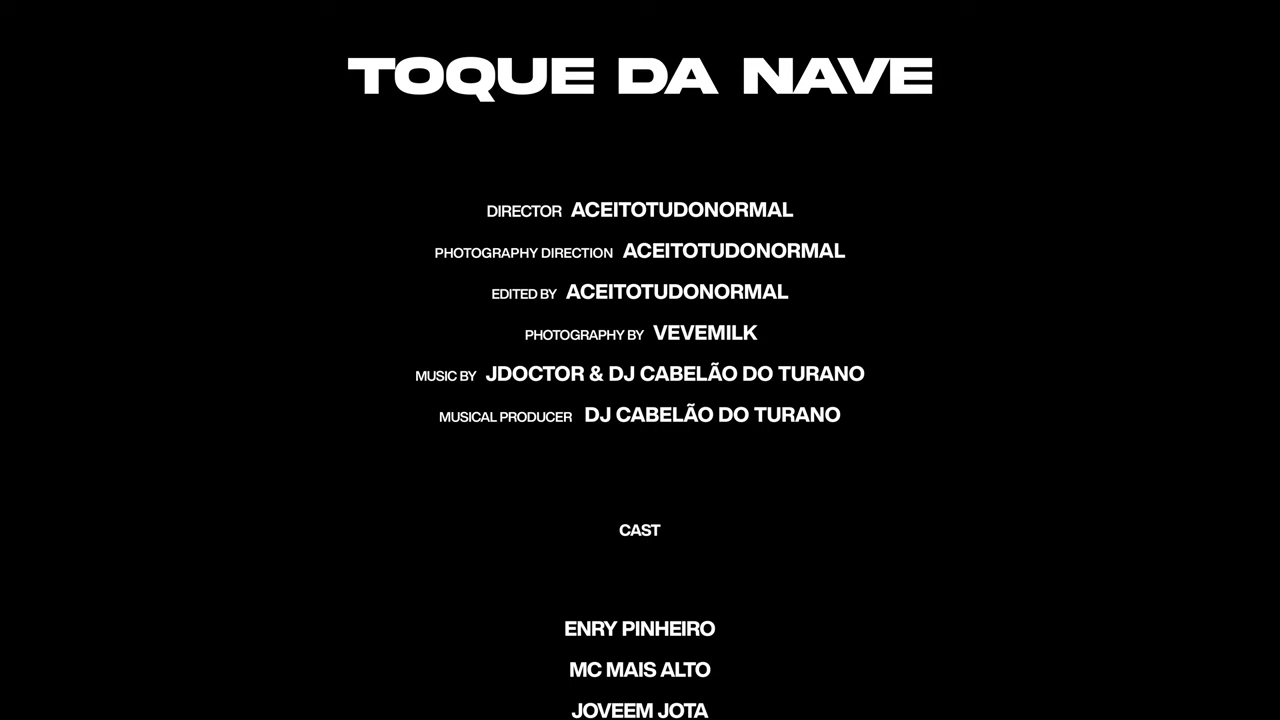 TOQUE DA NAVE
DIRECTOR ACEITOTUDONORMAL
PHOTOGRAPHY DIRECTION ACEITOTUDONORMAL
EDITED BY ACEITOTUDONORMAL
PHOTOGRAPHY BY VEVEMILK
MUSIC BY JDOCTOR & DJ CABELÃO DO TURANO
MUSICAL PRODUCER DJ CABELÃO DO TURANO
CAST
ENRY PINHEIRO
MC MAIS ALTO
JOVEEM JOTA